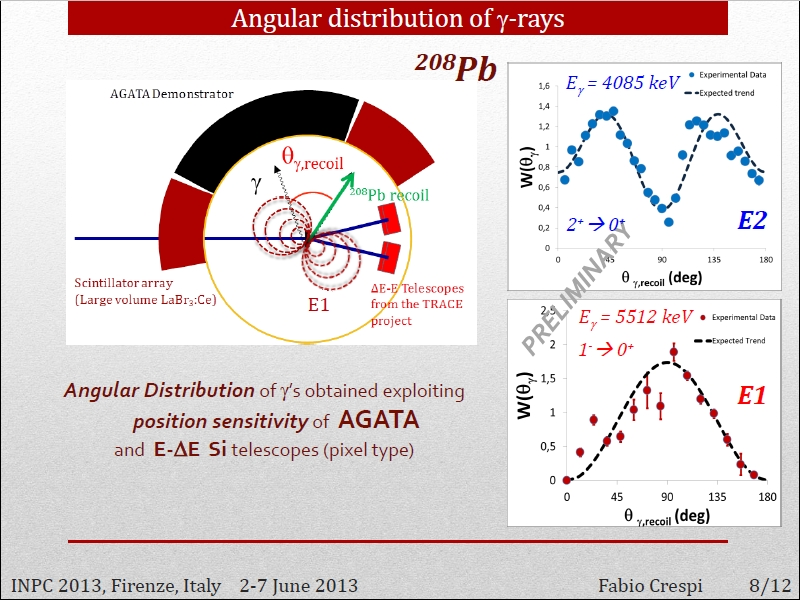 Angular distribution of γ-rays
²⁰⁸Pb
AGATA Demonstrator
θγ,recoil
γ
²⁰⁸Pb recoil
Scintillator array
(Large volume LaBr₃:Ce)
E1
ΔE-E Telescopes
from the TRACE
project
Angular Distribution of γ's obtained exploiting
position sensitivity of AGATA
and E-ΔE Si telescopes (pixel type)
Eγ = 4085 keV
Experimental Data
Expected trend
1,6
1,4
1,2
1
0,8
0,6
0,4
0,2
0
W(θγ)
2⁺ → 0⁺
E2
0 45 90 135 180
θ γ,recoil (deg)
PRELIMINARY
Eγ = 5512 keV
Experimental Data
Expected Trend
1⁻ → 0⁺
2,5
2
1,5
1
0,5
0
W(θγ)
E1
0 45 90 135 180
θ γ,recoil (deg)
INPC 2013, Firenze, Italy 2-7 June 2013
Fabio Crespi
8/12